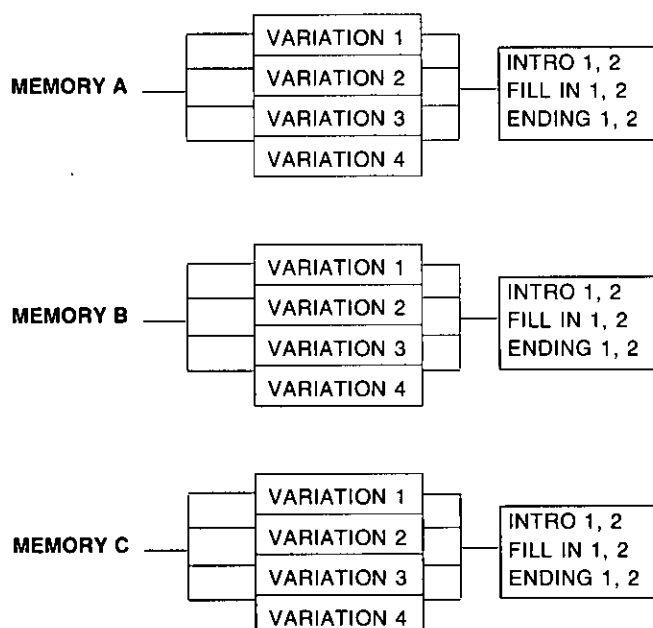 VARIATION 1
VARIATION 2
VARIATION 3
VARIATION 4
MEMORY A
INTRO 1, 2
FILL IN 1, 2
ENDING 1, 2
VARIATION 1
VARIATION 2
VARIATION 3
VARIATION 4
MEMORY B
INTRO 1, 2
FILL IN 1, 2
ENDING 1, 2
VARIATION 1
VARIATION 2
VARIATION 3
VARIATION 4
MEMORY C
INTRO 1, 2
FILL IN 1, 2
ENDING 1, 2